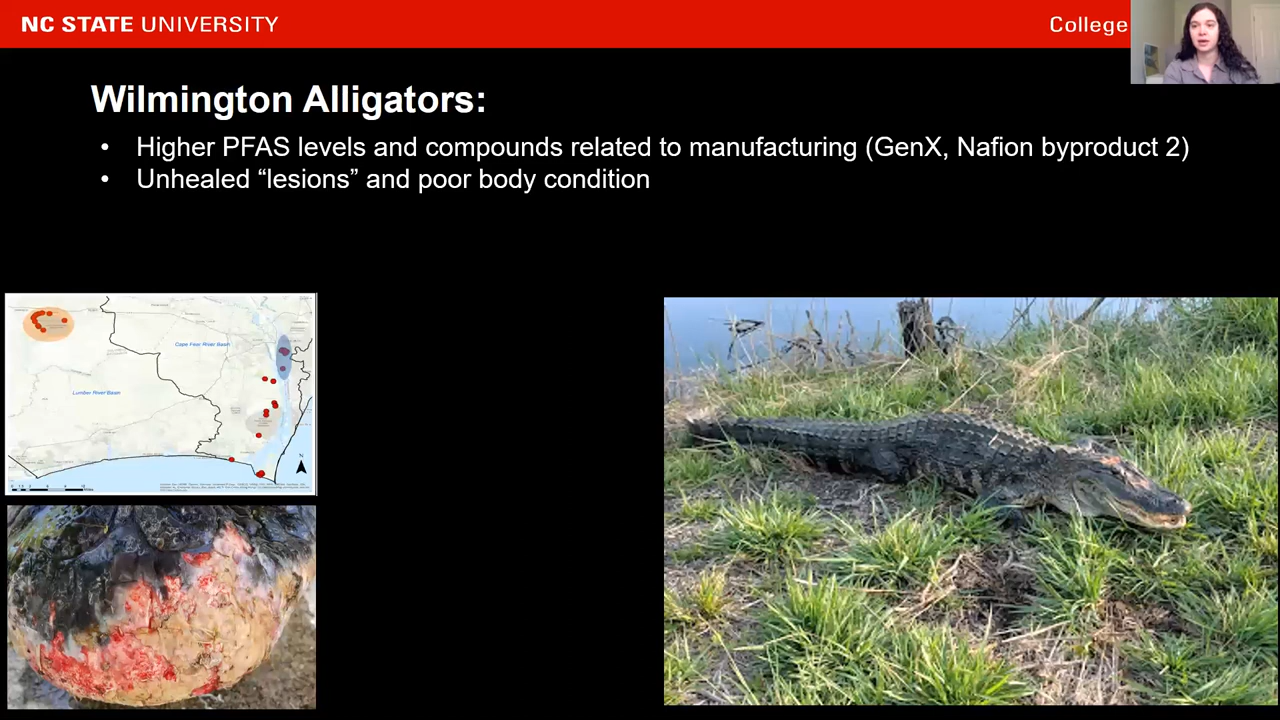 NC STATE UNIVERSITY
College
Wilmington Alligators:
• Higher PFAS levels and compounds related to manufacturing (GenX, Nafion byproduct 2)
• Unhealed “lesions” and poor body condition
Cape Fear River Basin
Lumber River Basin
N